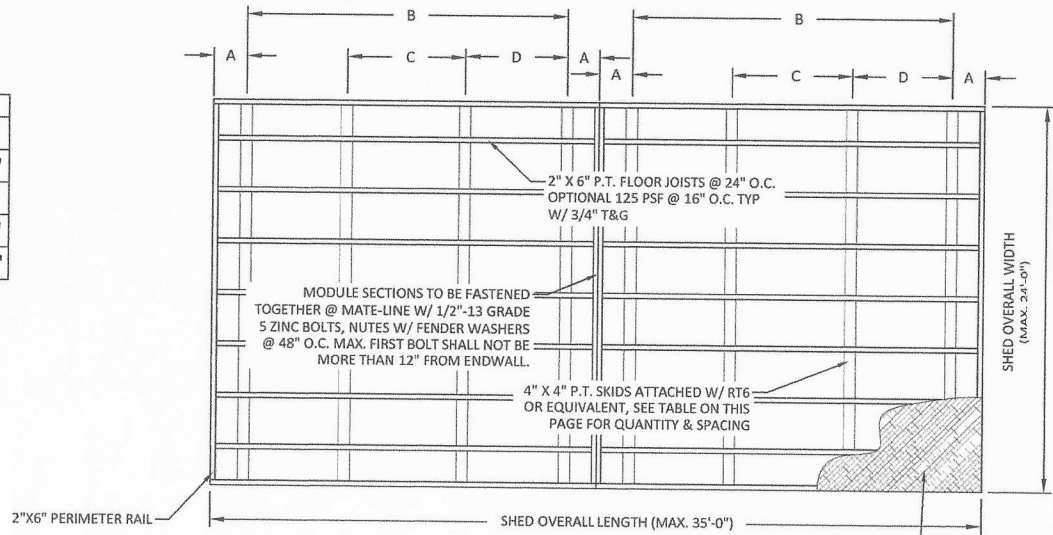 B
B
A
C
D
A
A
C
D
A
2" X 6" P.T. FLOOR JOISTS @ 24" O.C.
OPTIONAL 125 PSF @ 16" O.C. TYP
W/ 3/4" T&G
MODULE SECTIONS TO BE FASTENED
TOGETHER @ MATE-LINE W/ 1/2"-13 GRADE
5 ZINC BOLTS, NUTES W/ FENDER WASHERS
@ 48" O.C. MAX. FIRST BOLT SHALL NOT BE
MORE THAN 12" FROM ENDWALL.
4" X 4" P.T. SKIDS ATTACHED W/ RT6
OR EQUIVALENT, SEE TABLE ON THIS
PAGE FOR QUANTITY & SPACING
SHED OVERALL WIDTH
(MAX. 24'-0")
2"X6" PERIMETER RAIL
SHED OVERALL LENGTH (MAX. 35'-0")